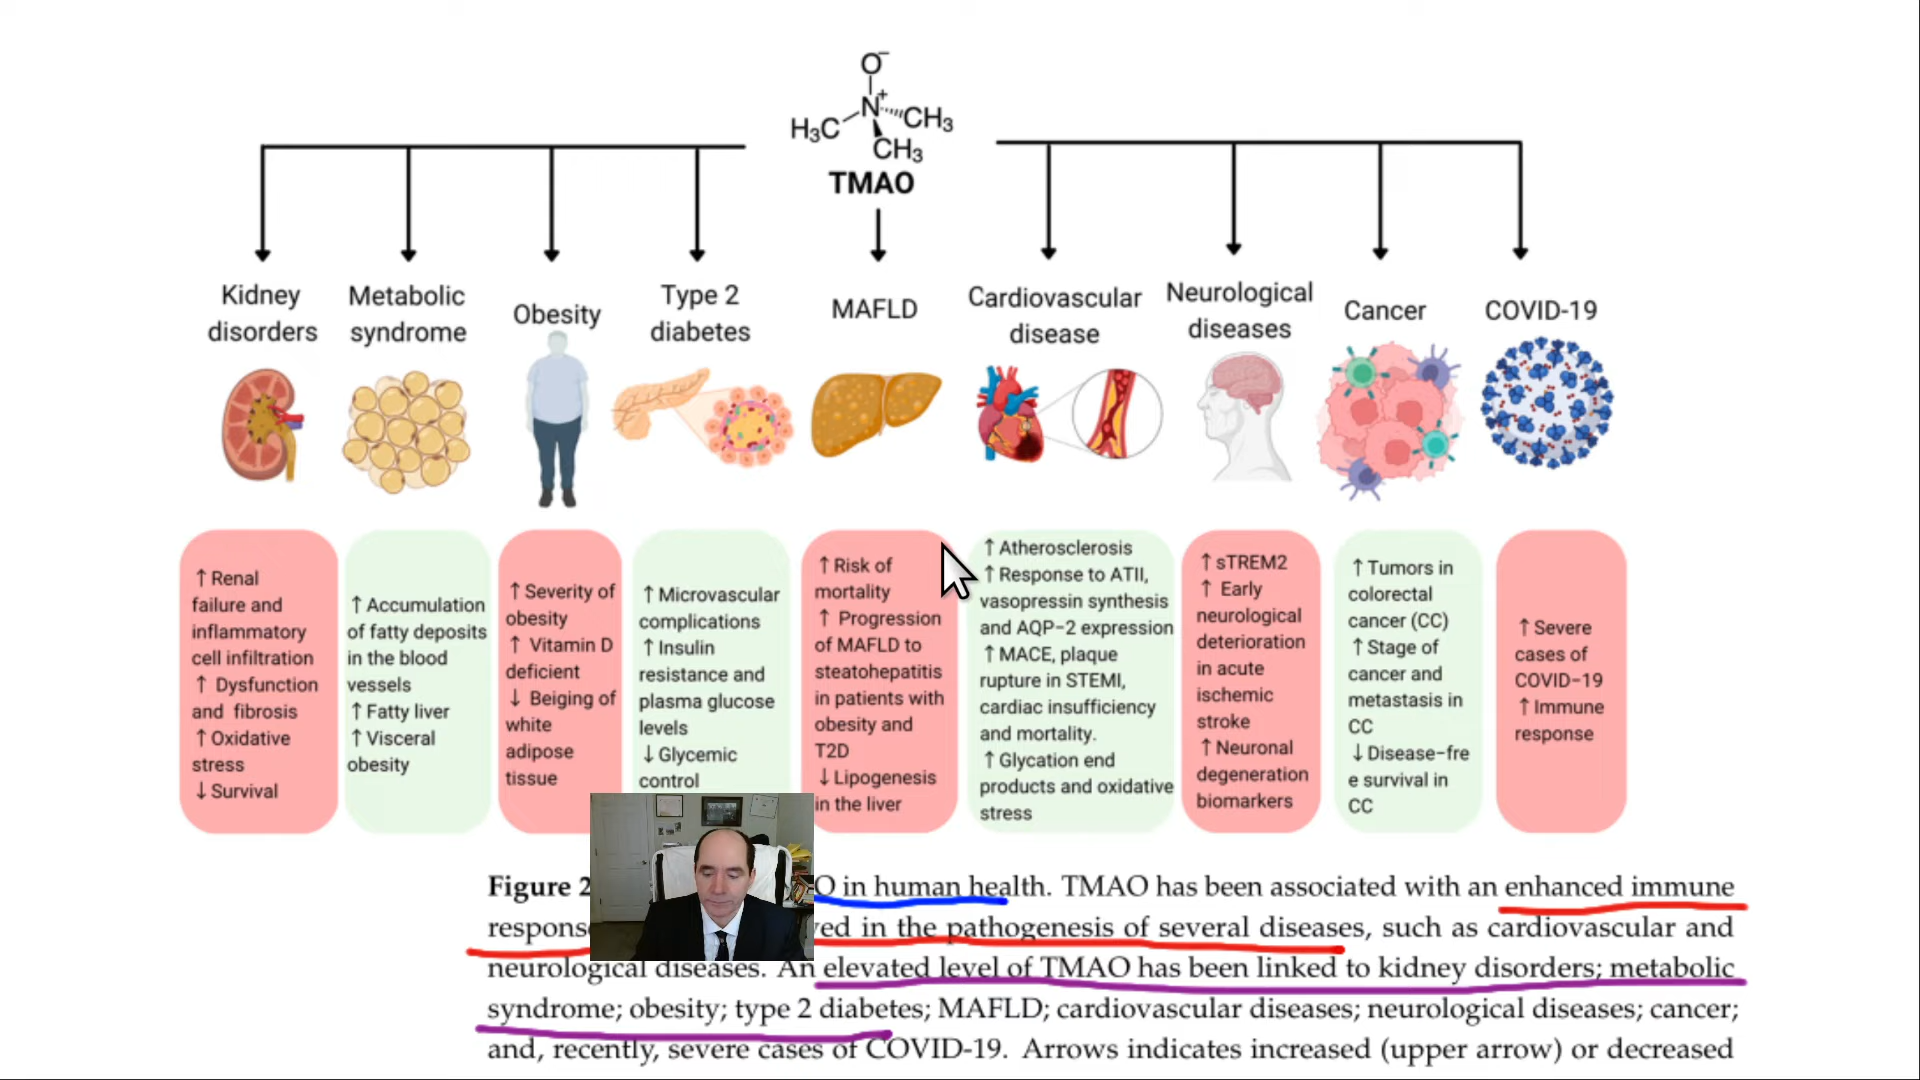 O⁻
N⁺
H₃C
CH₃
CH₃
TMAO
Kidney
disorders
Metabolic
syndrome
Obesity
Type 2
diabetes
MAFLD
Cardiovascular
disease
Neurological
diseases
Cancer
COVID-19
↑ Renal
failure and
inflammatory
cell infiltration
↑ Dysfunction
and fibrosis
↑ Oxidative
stress
↓ Survival
↑ Accumulation
of fatty deposits
in the blood
vessels
↑ Fatty liver
↑ Visceral
obesity
↑ Severity of
obesity
↑ Vitamin D
deficient
↓ Beiging of
white
adipose
tissue
↑ Microvascular
complications
↑ Insulin
resistance and
plasma glucose
levels
↓ Glycemic
control
↑ Risk of
mortality
↑ Progression
of MAFLD to
steatohepatitis
in patients with
obesity and
T2D
↓ Lipogenesis
in the liver
↑ Atherosclerosis
↑ Response to ATII,
vasopressin synthesis
and AQP-2 expression
↑ MACE, plaque
rupture in STEMI,
cardiac insufficiency
and mortality.
↑ Glycation end
products and oxidative
stress
↑ sTREM2
↑ Early
neurological
deterioration
in acute
ischemic
stroke
↑ Neuronal
degeneration
biomarkers
↑ Tumors in
colorectal
cancer (CC)
↑ Stage of
cancer and
metastasis in
CC
↓ Disease-fre
e survival in
CC
↑ Severe
cases of
COVID-19
↑ Immune
response
Figure 2 O in human health. TMAO has been associated with an enhanced immune
respons ved in the pathogenesis of several diseases, such as cardiovascular and
neurological diseases. An elevated level of TMAO has been linked to kidney disorders; metabolic
syndrome; obesity; type 2 diabetes; MAFLD; cardiovascular diseases; neurological diseases; cancer;
and, recently, severe cases of COVID-19. Arrows indicates increased (upper arrow) or decreased